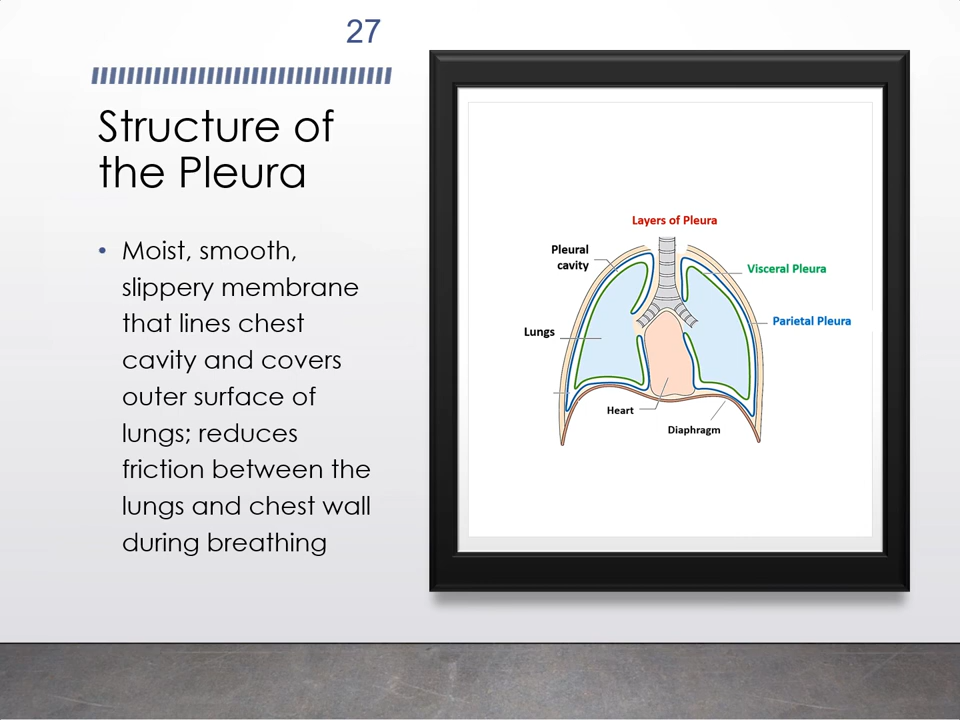 27
Structure of
the Pleura
• Moist, smooth,
slippery membrane
that lines chest
cavity and covers
outer surface of
lungs; reduces
friction between the
lungs and chest wall
during breathing
Layers of Pleura
Pleural
cavity
Visceral Pleura
Parietal Pleura
Lungs
Heart
Diaphragm